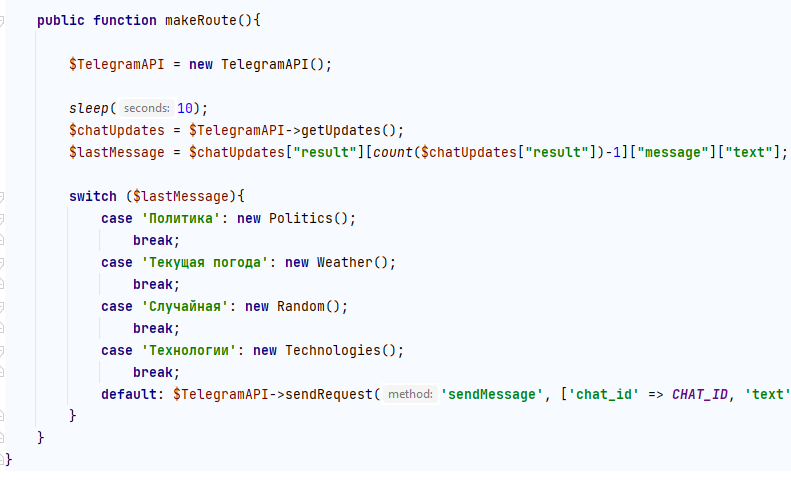 public function makeRoute(){
$TelegramAPI = new TelegramAPI();
sleep( seconds: 10);
$chatUpdates = $TelegramAPI->getUpdates();
$lastMessage = $chatUpdates["result"][count($chatUpdates["result"])-1]["message"]["text"];
switch ($lastMessage){
case 'Политика': new Politics();
break;
case 'Текущая погода': new Weather();
break;
case 'Случайная': new Random();
break;
case 'Технологии': new Technologies();
break;
default: $TelegramAPI->sendRequest( method: 'sendMessage', ['chat_id' => CHAT_ID, 'text'
}
}
}